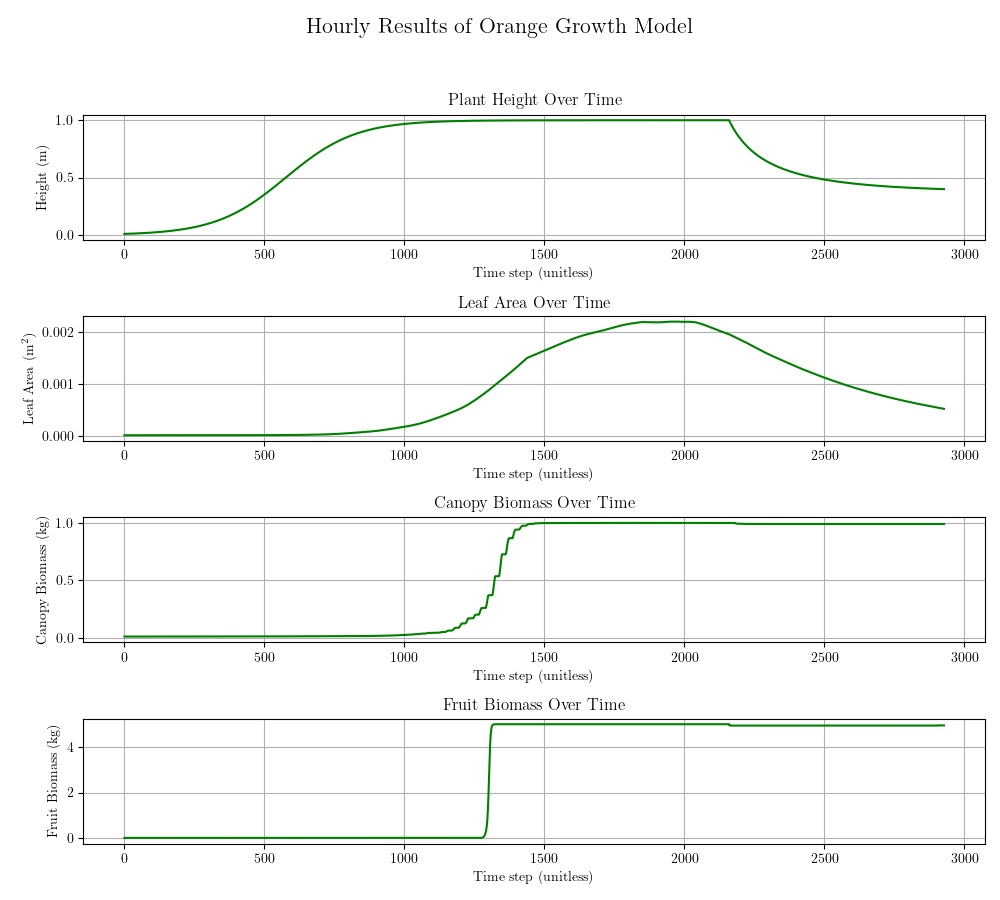 Hourly Results of Orange Growth Model
Plant Height Over Time
Height (m)
1.0
0.5
0.0
0 500 1000 1500 2000 2500 3000
Time step (unitless)
Leaf Area Over Time
Leaf Area (m²)
0.002
0.001
0.000
0 500 1000 1500 2000 2500 3000
Time step (unitless)
Canopy Biomass Over Time
Canopy Biomass (kg)
1.0
0.5
0.0
0 500 1000 1500 2000 2500 3000
Time step (unitless)
Fruit Biomass Over Time
Fruit Biomass (kg)
4
2
0
0 500 1000 1500 2000 2500 3000
Time step (unitless)